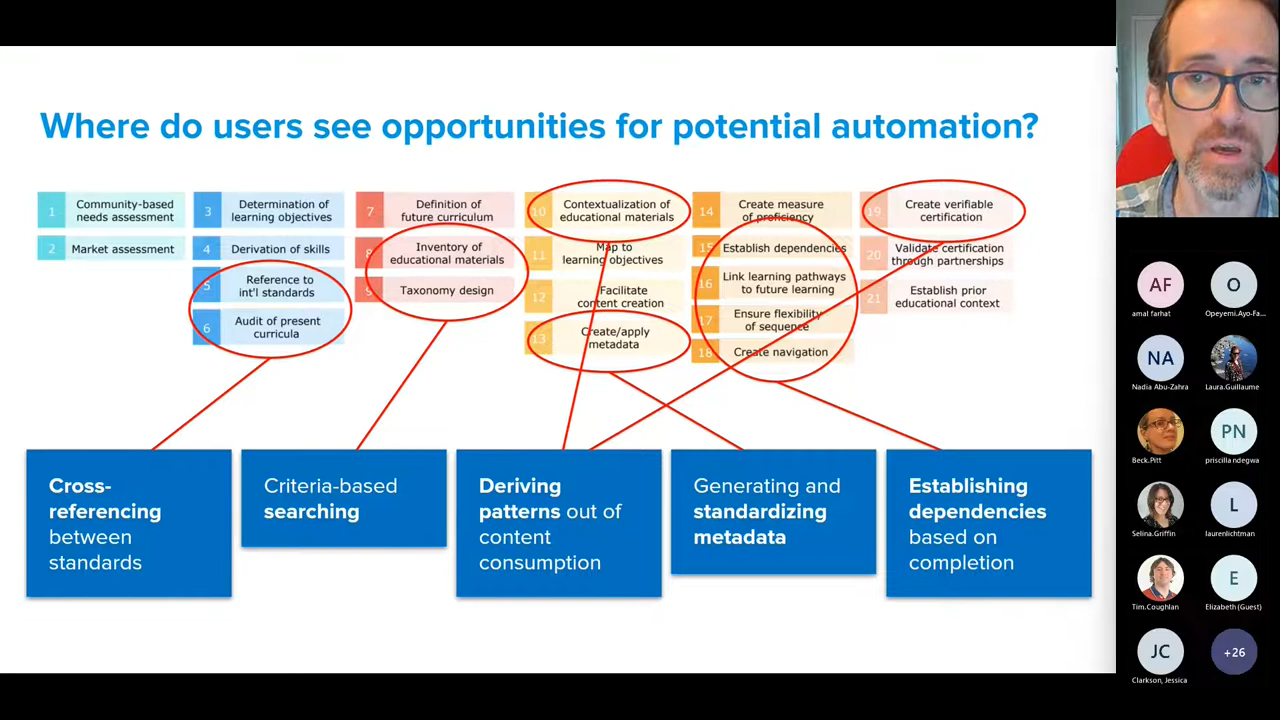 Where do users see opportunities for potential automation?
1
Community-based
needs assessment
2
Market assessment
3
Determination of
learning objectives
4
Derivation of skills
5
Reference to
int'l standards
6
Audit of present
curricula
7
Definition of
future curriculum
8
Inventory of
educational materials
9
Taxonomy design
10
Contextualization of
educational materials
11
Map to
learning objectives
12
Facilitate
content creation
13
Create/apply
metadata
14
Create measure
of proficiency
15
Establish dependencies
16
Link learning pathways
to future learning
17
Ensure flexibility
of sequence
18
Create navigation
19
Create verifiable
certification
20
Validate certification
through partnerships
21
Establish prior
educational context
Cross-
referencing
between
standards
Criteria-based
searching
Deriving
patterns out of
content
consumption
Generating and
standardizing
metadata
Establishing
dependencies
based on
completion
AF
amal farhat
O
Opeyemi.Ayo-Fa...
NA
Nadia Abu-Zahra
Laura.Guillaume
Beck.Pitt
PN
priscilla ndegwa
Selina.Griffin
L
laurenlichtman
Tim.Coughlan
E
Elizabeth (Guest)
JC
Clarkson, Jessica
+26